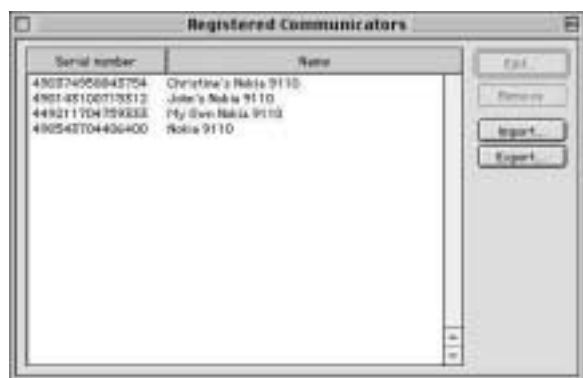 Registered Communicators
Serial number Name
Edit...
Christina's Nokia 9110
Remove
John's Nokia 9110
My Own Nokia 9110
Nokia 9110
Import...
Export...